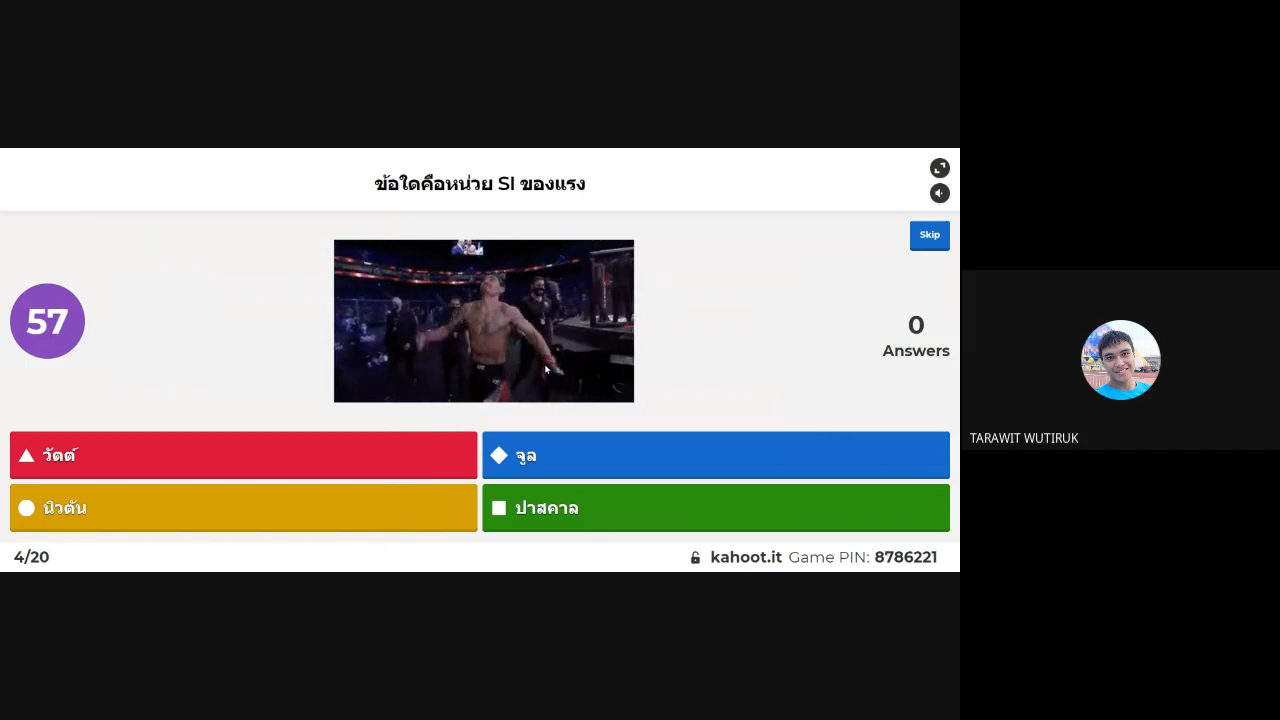 ข้อใดคือหน่วย SI ของแรง
Skip
57
0
Answers
วัตต์
จูล
นิวตัน
ปาสคาล
4/20
kahoot.it Game PIN: 8786221
TARAWIT WUTIRUK